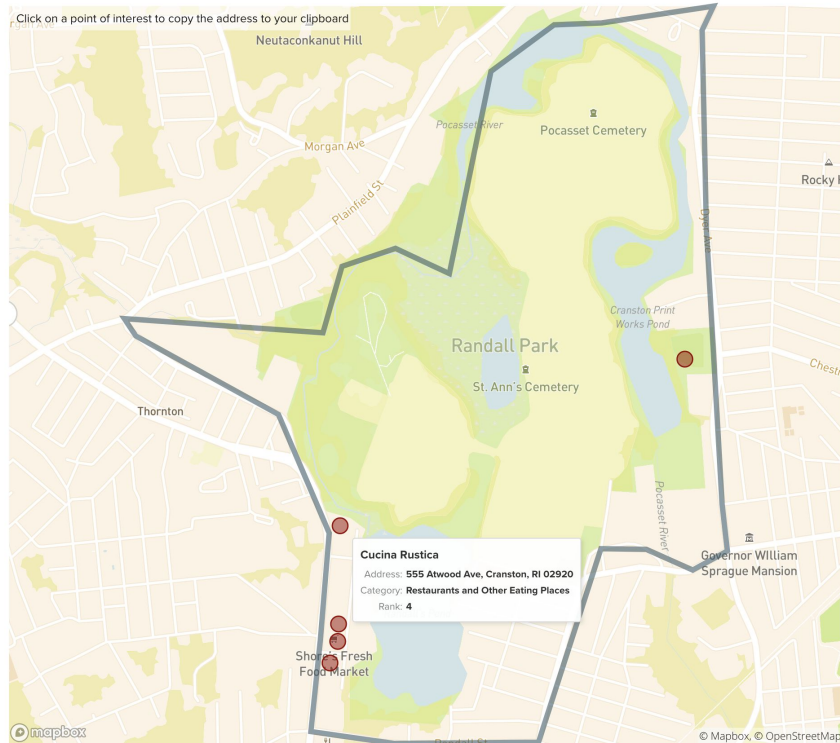 Click on a point of interest to copy the address to your clipboard
Neutaconkanut Hill
Pocasset River
Pocasset Cemetery
Morgan Ave
Rocky
Plainfield St
Dyer Ave
Cranston Print
Works Pond
Randall Park
St. Ann's Cemetery
Chest
Thornton
Pocasset River
Cucina Rustica
Address: 555 Atwood Ave, Cranston, RI 02920
Category: Restaurants and Other Eating Places
Rank: 4
Governor WIlliam
Sprague Mansion
Shore's Fresh
Food Market
Randall St
mapbox
© Mapbox, © OpenStreetMap